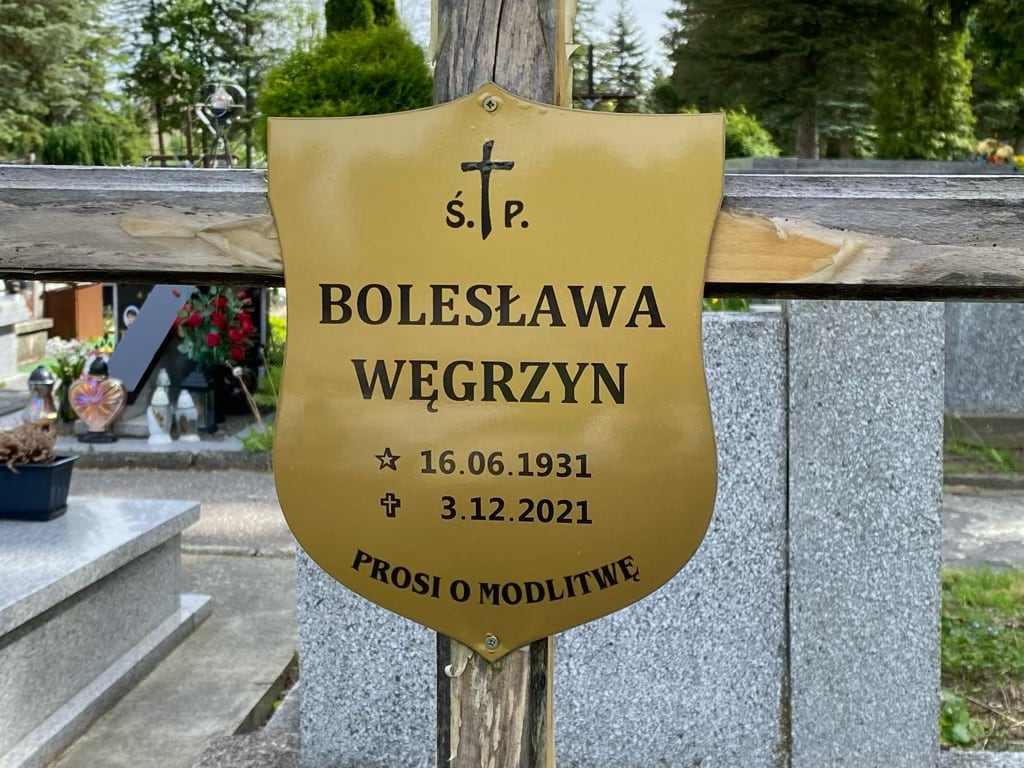 Ś. P.
BOLESŁAWA
WĘGRZYN
16.06.1931
3.12.2021
PROSI O MODLITWĘ